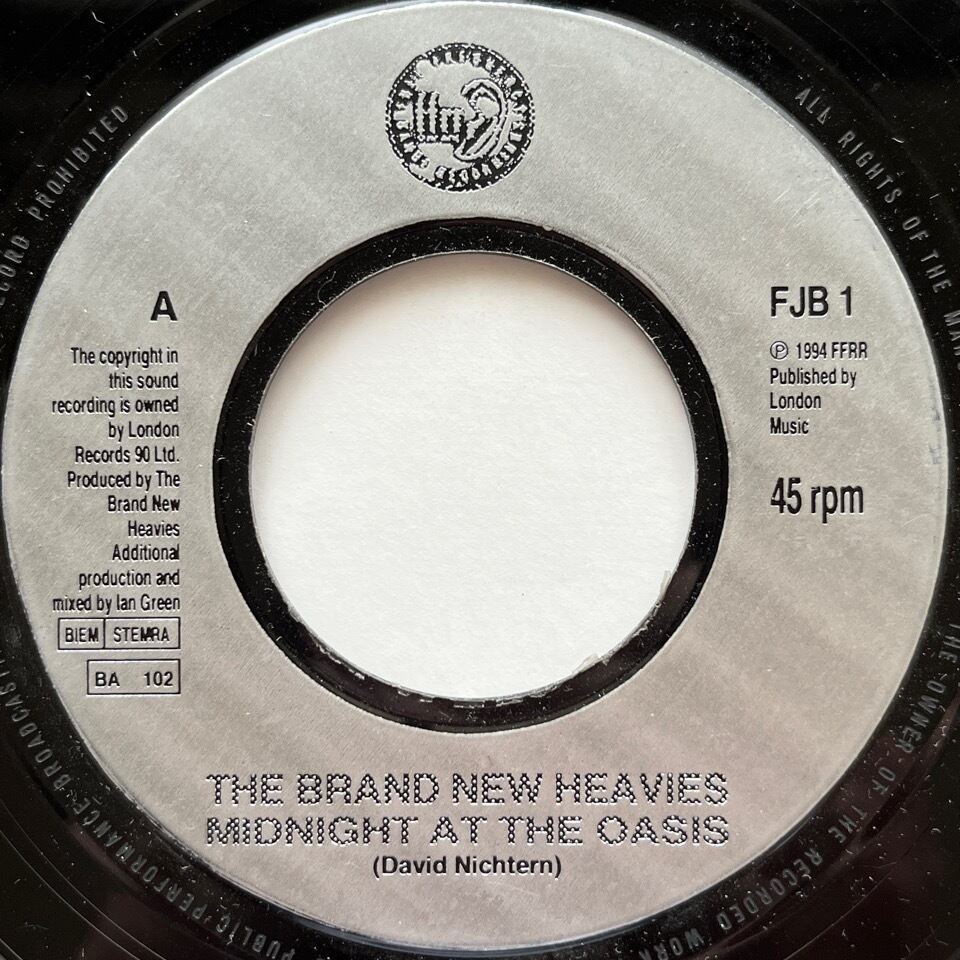 A
The copyright in
this sound
recording is owned
by London
Records 90 Ltd.
Produced by The
Brand New
Heavies
Additional
production and
mixed by Ian Green
BIEM STEMRA
BA 102
FJB 1
℗ 1994 FFRR
Published by
London
Music
45 rpm
THE BRAND NEW HEAVIES
MIDNIGHT AT THE OASIS
(David Nichtern)
ALL RIGHTS OF THE
THE OWNER OF THE RECORDED WORK
PUBLIC PERFORMANCE BROADCASTI
RECORD PROHIBITED